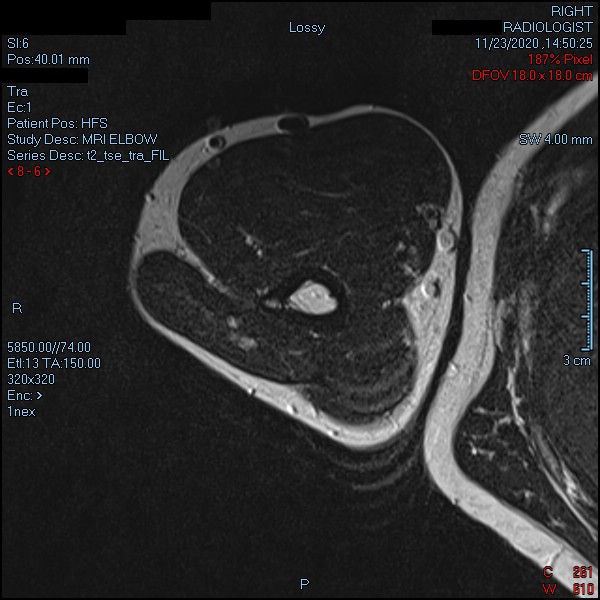 RIGHT
Lossy
RADIOLOGIST
SI:6
11/23/2020 ,14:50:25
Pos:40.01 mm
187% Pixel
DFOV 18.0 x 18.0 cm
Tra
Ec:1
Patient Pos: HFS
Study Desc: MRI ELBOW
SW 4.00 mm
Series Desc: t2_tse_tra_FIL
< 8 - 6 >
R
5850.00//74.00
Etl:13 TA:150.00
3 cm
320x320
Enc: >
1nex
C 261
P
W 610